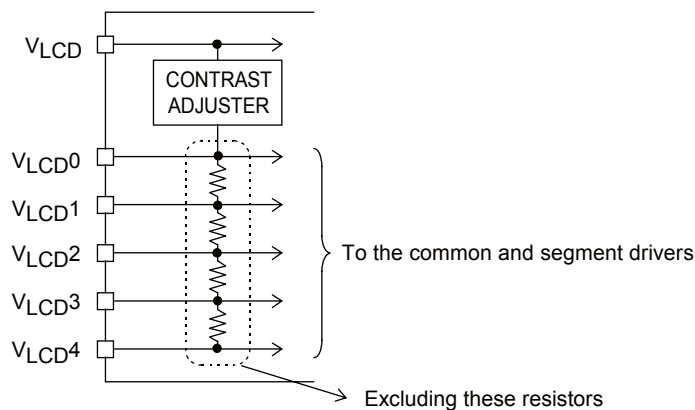 VLCD
CONTRAST
ADJUSTER
VLCD0
VLCD1
VLCD2
To the common and segment drivers
VLCD3
VLCD4
Excluding these resistors